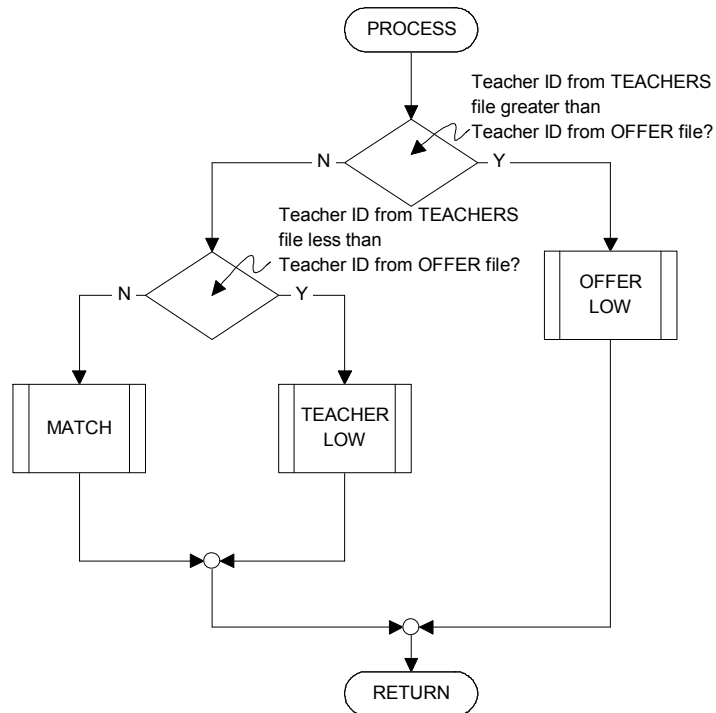 PROCESS
Teacher ID from TEACHERS
file greater than
Teacher ID from OFFER file?
N
Y
Teacher ID from TEACHERS
file less than
Teacher ID from OFFER file?
OFFER
LOW
N
Y
MATCH
TEACHER
LOW
RETURN